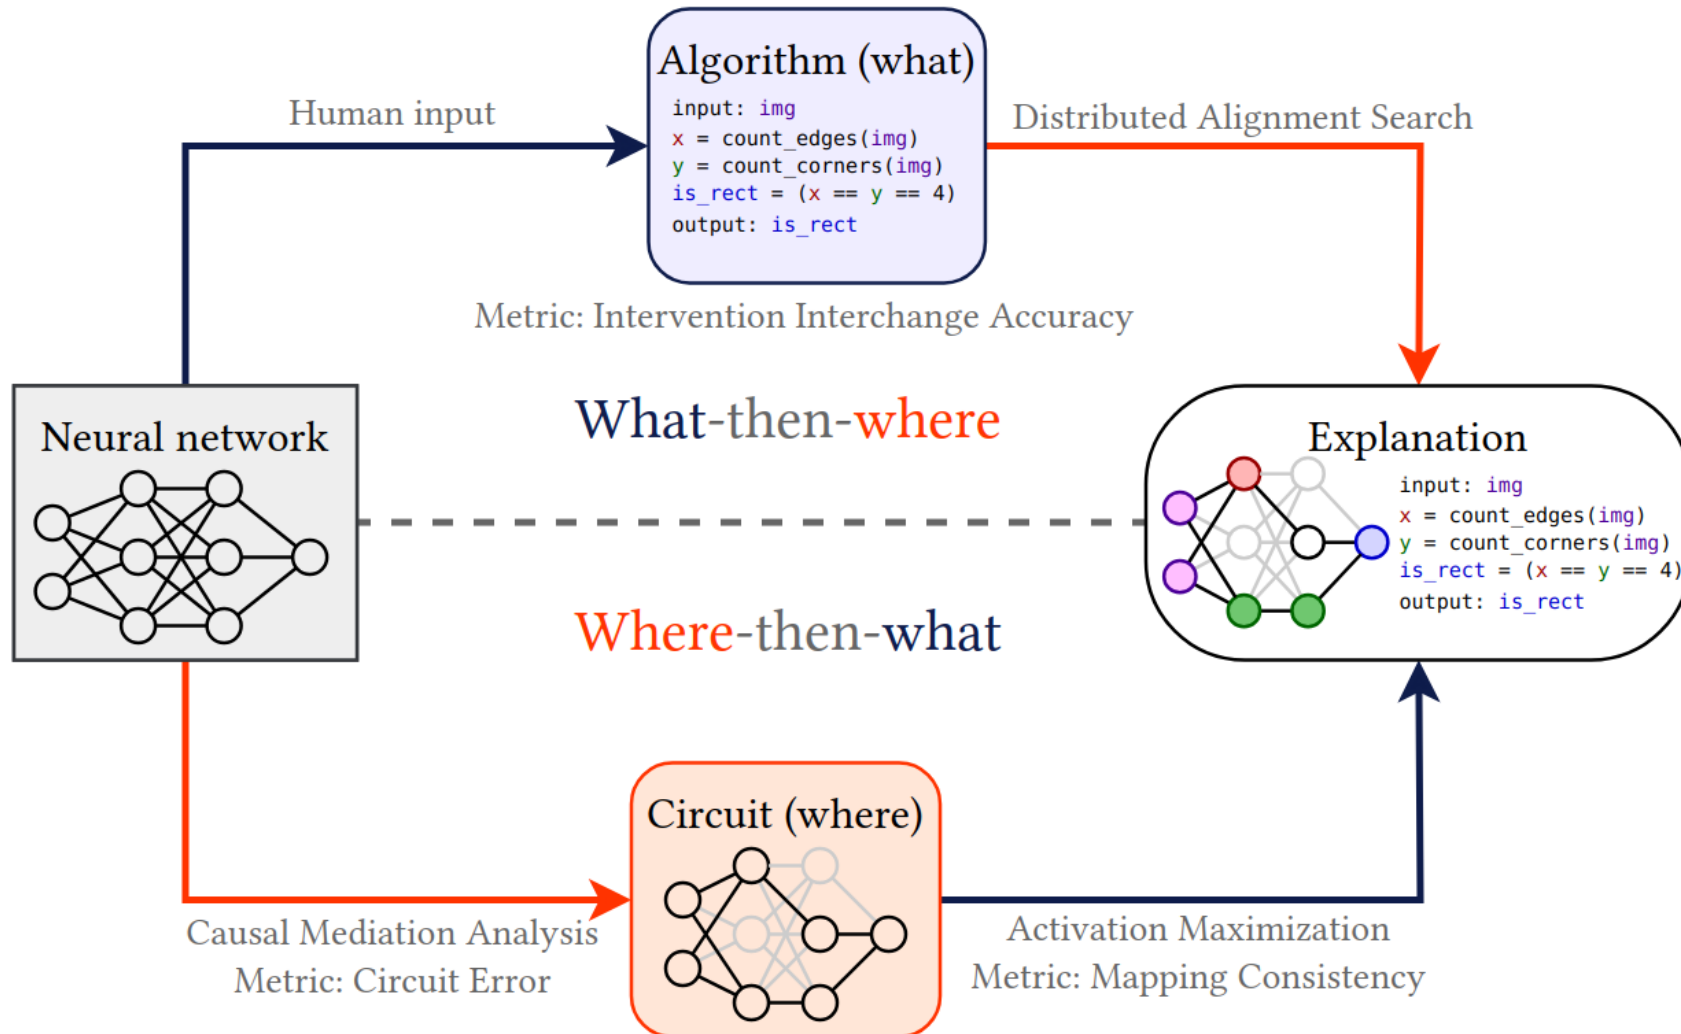 Algorithm (what)
input: img
x = count_edges(img)
y = count_corners(img)
is_rect = (x == y == 4)
output: is_rect
Human input
Distributed Alignment Search
Metric: Intervention Interchange Accuracy
What-then-where
Neural network
Explanation
input: img
x = count_edges(img)
y = count_corners(img)
is_rect = (x == y == 4)
output: is_rect
Where-then-what
Circuit (where)
Causal Mediation Analysis
Metric: Circuit Error
Activation Maximization
Metric: Mapping Consistency